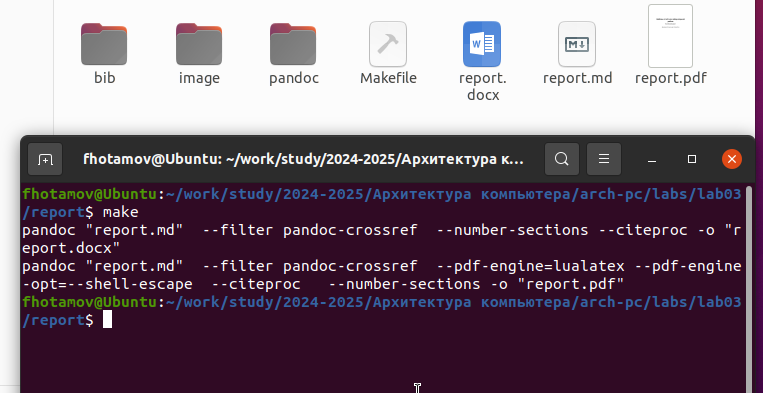 bib
image
pandoc
Makefile
report.
docx
report.md
report.pdf
fhotamov@Ubuntu: ~/work/study/2024-2025/Архитектура к...
fhotamov@Ubuntu:~/work/study/2024-2025/Архитектура компьютера/arch-pc/labs/lab03
/report$ make
pandoc "report.md"  --filter pandoc-crossref  --number-sections --citeproc -o "r
eport.docx"
pandoc "report.md"  --filter pandoc-crossref  --pdf-engine=lualatex --pdf-engine
-opt=--shell-escape  --citeproc   --number-sections -o "report.pdf"
fhotamov@Ubuntu:~/work/study/2024-2025/Архитектура компьютера/arch-pc/labs/lab03
/report$